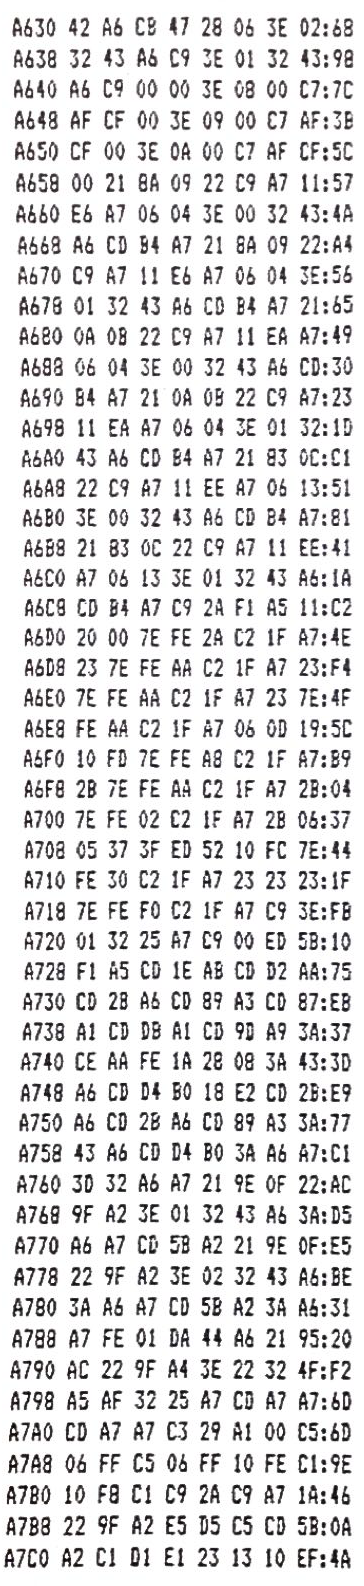 A630 42 A6 CB 47 28 06 3E 02:68
A638 32 43 A6 C9 3E 01 32 43:98
A640 A6 C9 00 00 3E 08 00 C7:7C
A648 AF CF 00 3E 09 00 C7 AF:3B
A650 CF 00 3E 0A 00 C7 AF CF:5C
A658 00 21 8A 09 22 C9 A7 11:57
A660 E6 A7 06 04 3E 00 32 43:4A
A668 A6 CD B4 A7 21 8A 09 22:A4
A670 C9 A7 11 E6 A7 06 04 3E:56
A678 01 32 43 A6 CD B4 A7 21:65
A680 0A 0B 22 C9 A7 11 EA A7:49
A688 06 04 3E 00 32 43 A6 CD:30
A690 B4 A7 21 0A 0B 22 C9 A7:23
A698 11 EA A7 06 04 3E 01 32:1D
A6A0 43 A6 CD B4 A7 21 83 0C:C1
A6A8 22 C9 A7 11 EE A7 06 13:51
A6B0 3E 00 32 43 A6 CD B4 A7:81
A6B8 21 83 0C 22 C9 A7 11 EE:41
A6C0 A7 06 13 3E 01 32 43 A6:1A
A6C8 CD B4 A7 C9 2A F1 A5 11:C2
A6D0 20 00 7E FE 2A C2 1F A7:4E
A6D8 23 7E FE AA C2 1F A7 23:F4
A6E0 7E FE AA C2 1F A7 23 7E:4F
A6E8 FE AA C2 1F A7 06 0D 19:5C
A6F0 10 FD 7E FE A8 C2 1F A7:B9
A6F8 2B 7E FE AA C2 1F A7 2B:04
A700 7E FE 02 C2 1F A7 2B 06:37
A708 05 37 3F ED 52 10 FC 7E:44
A710 FE 30 C2 1F A7 23 23 23:1F
A718 7E FE F0 C2 1F A7 C9 3E:FB
A720 01 32 25 A7 C9 00 ED 5B:10
A728 F1 A5 CD 1E AB CD D2 AA:75
A730 CD 2B A6 CD 89 A3 CD 87:EB
A738 A1 CD DB A1 CD 9D A9 3A:37
A740 CE AA FE 1A 28 08 3A 43:3D
A748 A6 CD D4 B0 18 E2 CD 2B:E9
A750 A6 CD 2B A6 CD 89 A3 3A:77
A758 43 A6 CD D4 B0 3A A6 A7:C1
A760 3D 32 A6 A7 21 9E 0F 22:AC
A768 9F A2 3E 01 32 43 A6 3A:D5
A770 A6 A7 CD 5B A2 21 9E 0F:E5
A778 22 9F A2 3E 02 32 43 A6:BE
A780 3A A6 A7 CD 5B A2 3A A6:31
A788 A7 FE 01 DA 44 A6 21 95:20
A790 AC 22 9F A4 3E 22 32 4F:F2
A798 A5 AF 32 25 A7 CD A7 A7:6D
A7A0 CD A7 A7 C3 29 A1 00 C5:6D
A7A8 06 FF C5 06 FF 10 FE C1:9E
A7B0 10 F8 C1 C9 2A C9 A7 1A:46
A7B8 22 9F A2 E5 D5 C5 CD 5B:0A
A7C0 A2 C1 D1 E1 23 13 10 EF:4A